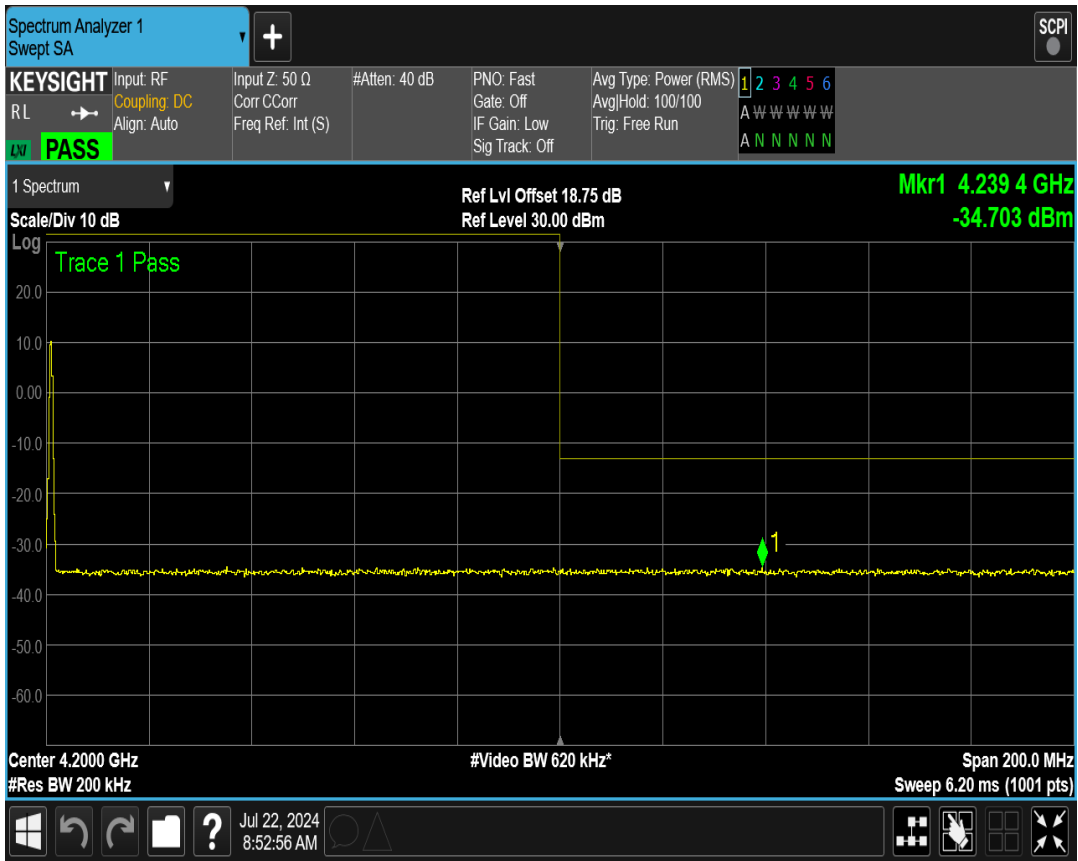 Spectrum Analyzer 1
Swept SA
SCPI
KEYSIGHT
R L
LXI
PASS
Input: RF
Coupling: DC
Align: Auto
Input Z: 50 Ω
Corr CCorr
Freq Ref: Int (S)
#Atten: 40 dB
PNO: Fast
Gate: Off
IF Gain: Low
Sig Track: Off
Avg Type: Power (RMS)
Avg|Hold: 100/100
Trig: Free Run
1 2 3 4 5 6
A W W W W W
A N N N N N
1 Spectrum
Scale/Div 10 dB
Ref Lvl Offset 18.75 dB
Ref Level 30.00 dBm
Mkr1 4.239 4 GHz
-34.703 dBm
Log
Trace 1 Pass
20.0
10.0
0.00
-10.0
-20.0
-30.0
1
-40.0
-50.0
-60.0
Center 4.2000 GHz
#Video BW 620 kHz*
Span 200.0 MHz
#Res BW 200 kHz
Sweep 6.20 ms (1001 pts)
?
Jul 22, 2024
8:52:56 AM